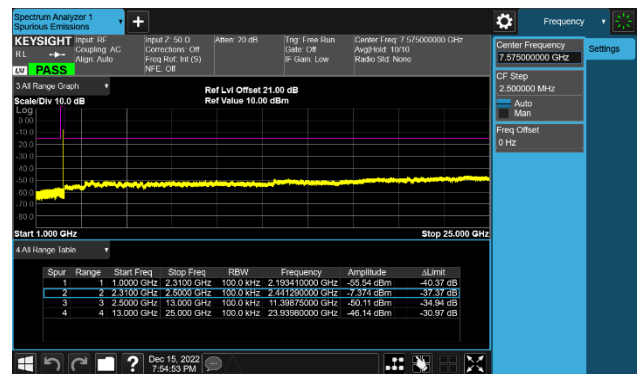 Spectrum Analyzer 1
Spurious Emissions
Frequency
KEYSIGHT
Input: RF
Coupling: AC
Align: Auto
Input Z: 50 Ω
Corrections: Off
Freq Ref: Int (S)
NFE: Off
Atten: 20 dB
Trig: Free Run
Gate: Off
IF Gain: Low
Center Freq: 7.575000000 GHz
Avg|Hold: 10/10
Radio Std: None
RL
LXI
PASS
Center Frequency
7.575000000 GHz
Settings
CF Step
2.500000 MHz
Auto
Man
Freq Offset
0 Hz
3 All Range Graph
Scale/Div 10.0 dB
Ref Lvl Offset 21.00 dB
Ref Value 10.00 dBm
Log
0.00
-10.0
-20.0
-30.0
-40.0
-50.0
-60.0
-70.0
-80.0
Start 1.000 GHz
Stop 25.000 GHz
4 All Range Table
Spur Range Start Freq Stop Freq RBW Frequency Amplitude ΔLimit
1 1 1.0000 GHz 2.3100 GHz 100.0 kHz 2.193410000 GHz -55.54 dBm -40.37 dB
2 2 2.3100 GHz 2.5000 GHz 100.0 kHz 2.441290000 GHz -7.374 dBm -37.37 dB
3 3 2.5000 GHz 13.000 GHz 100.0 kHz 11.39875000 GHz -50.11 dBm -34.94 dB
4 4 13.000 GHz 25.000 GHz 100.0 kHz 23.93980000 GHz -46.14 dBm -30.97 dB
?
Dec 15, 2022
7:54:53 PM